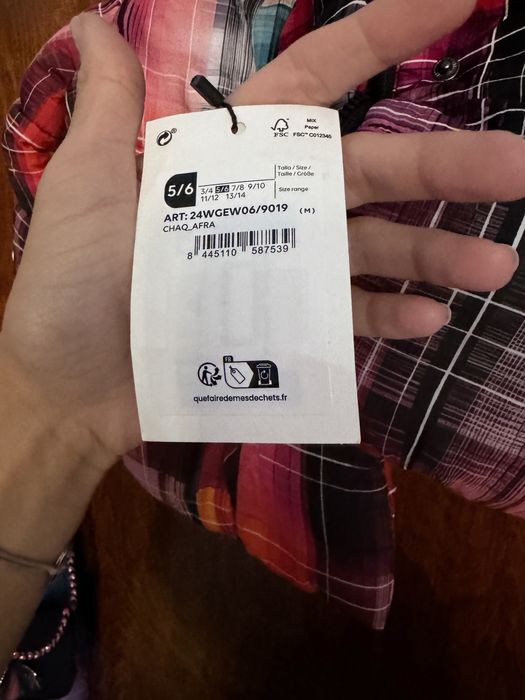 MIX
Paper
FSC
FSC™ C012345
5/6
3/4 5/6 7/8 9/10
11/12 13/14
Talla / Size /
Taille / Größe
Size range
ART: 24WGEW06/9019 (M)
CHAQ_AFRA
8 445110 587539
FR
quefairedemesdechets.fr